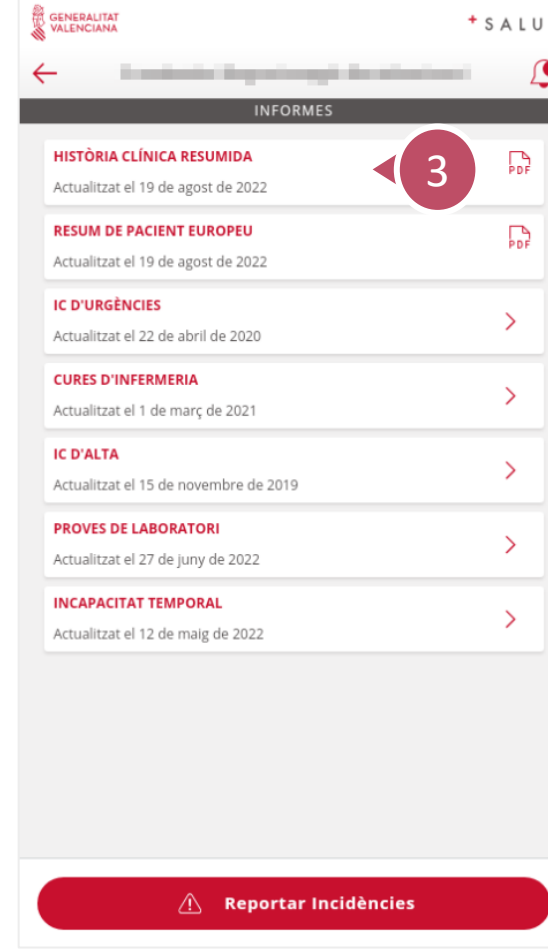 GENERALITAT
VALENCIANA
+ S A L U
INFORMES
HISTÒRIA CLÍNICA RESUMIDA
Actualitzat el 19 de agost de 2022
3
PDF
RESUM DE PACIENT EUROPEU
Actualitzat el 19 de agost de 2022
PDF
IC D'URGÈNCIES
Actualitzat el 22 de abril de 2020
CURES D'INFERMERIA
Actualitzat el 1 de març de 2021
IC D'ALTA
Actualitzat el 15 de novembre de 2019
PROVES DE LABORATORI
Actualitzat el 27 de juny de 2022
INCAPACITAT TEMPORAL
Actualitzat el 12 de maig de 2022
Reportar Incidències